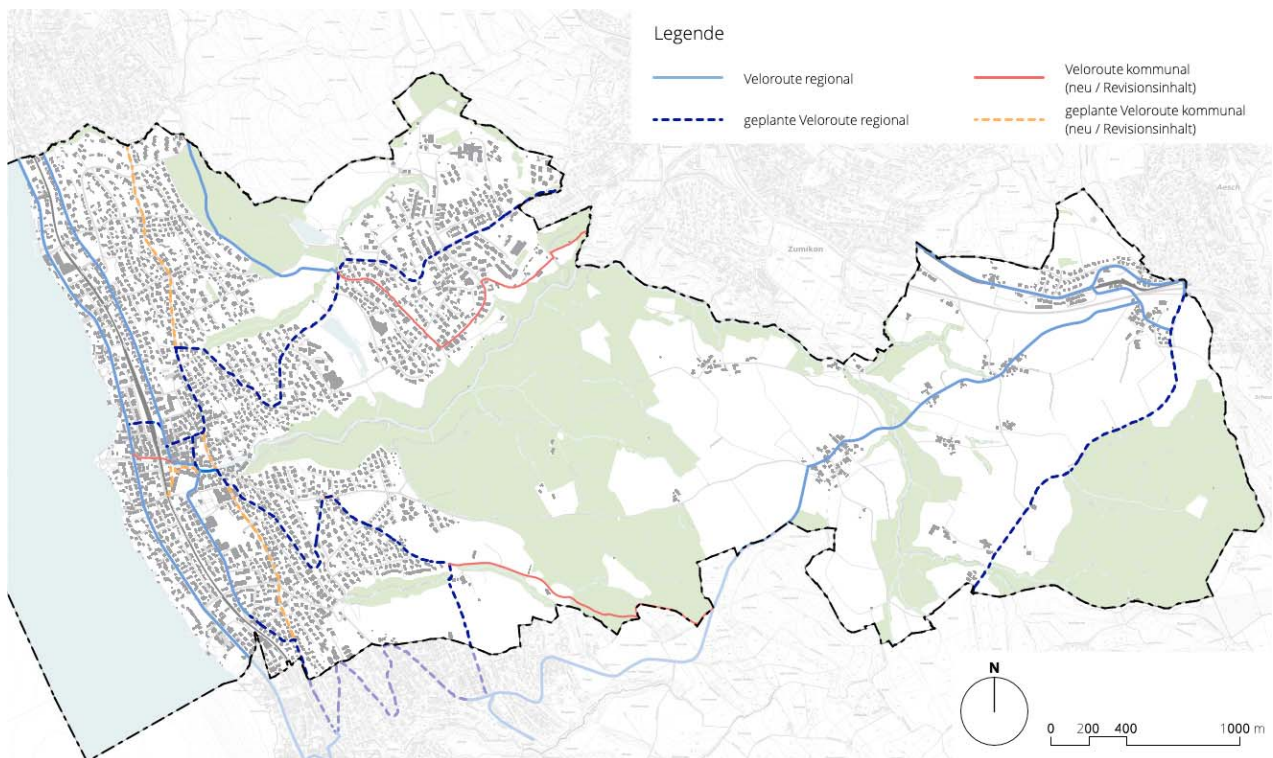 Legende
Veloroute regional
Veloroute kommunal
(neu / Revisionsinhalt)
geplante Veloroute regional
geplante Veloroute kommunal
(neu / Revisionsinhalt)
Aesch
Zumikon
N
0 200 400 1000 m